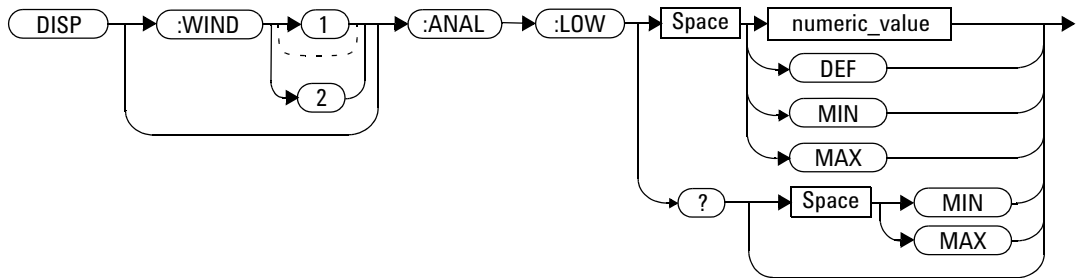 DISP :WIND 1 :ANAL :LOW Space numeric_value
DEF
2 MIN
MAX
? Space MIN
MAX